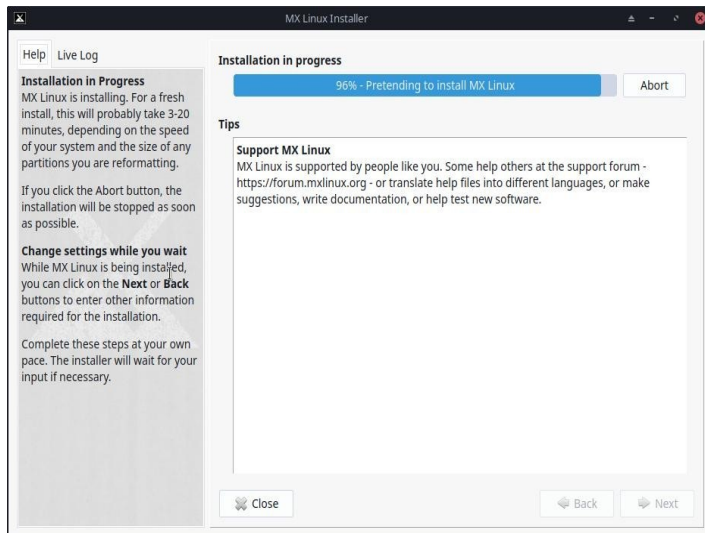 MX Linux Installer
Help
Live Log
Installation in Progress
MX Linux is installing. For a fresh
install, this will probably take 3-20
minutes, depending on the speed
of your system and the size of any
partitions you are reformatting.
If you click the Abort button, the
installation will be stopped as soon
as possible.
Change settings while you wait
While MX Linux is being installed,
you can click on the Next or Back
buttons to enter other information
required for the installation.
Complete these steps at your own
pace. The installer will wait for your
input if necessary.
Installation in progress
96% - Pretending to install MX Linux
Abort
Tips
Support MX Linux
MX Linux is supported by people like you. Some help others at the support forum -
https://forum.mxlinux.org - or translate help files into different languages, or make
suggestions, write documentation, or help test new software.
Close
Back
Next